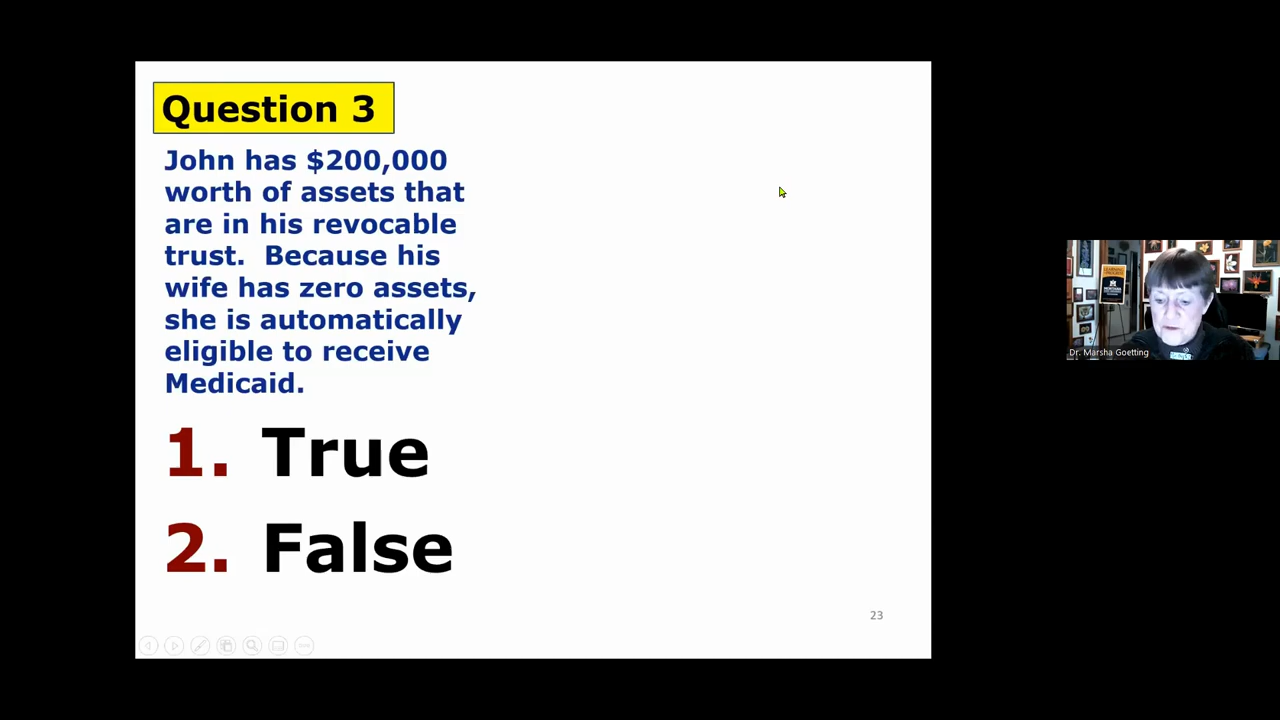 Question 3
John has $200,000
worth of assets that
are in his revocable
trust.  Because his
wife has zero assets,
she is automatically
eligible to receive
Medicaid.
1. True
2. False
23
Dr. Marsha Goetting